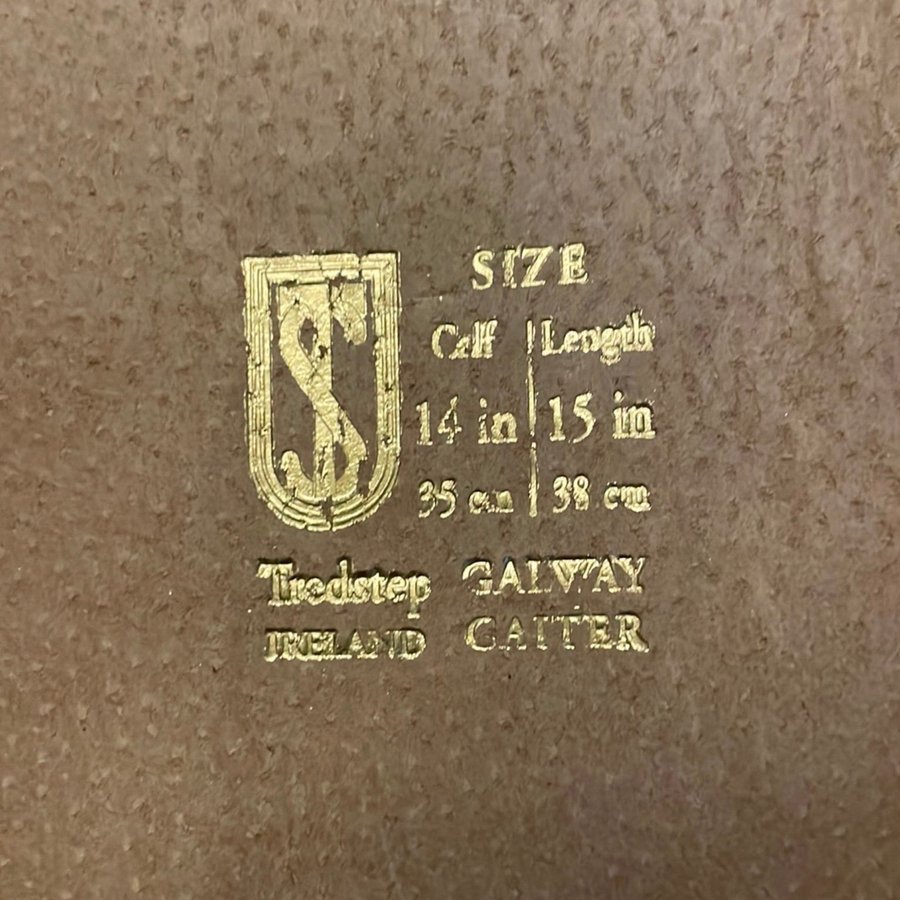 SIZE
Calf | Length
14 in | 15 in
35 cm | 38 cm
Tredstep GALWAY
IRELAND GAITER